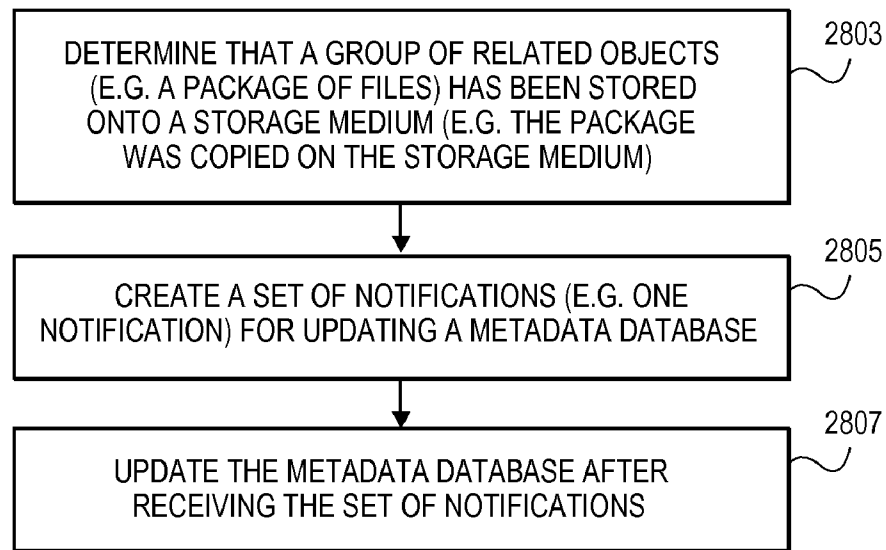 2803
DETERMINE THAT A GROUP OF RELATED OBJECTS
(E.G. A PACKAGE OF FILES) HAS BEEN STORED
ONTO A STORAGE MEDIUM (E.G. THE PACKAGE
WAS COPIED ON THE STORAGE MEDIUM)
2805
CREATE A SET OF NOTIFICATIONS (E.G. ONE
NOTIFICATION) FOR UPDATING A METADATA DATABASE
2807
UPDATE THE METADATA DATABASE AFTER
RECEIVING THE SET OF NOTIFICATIONS